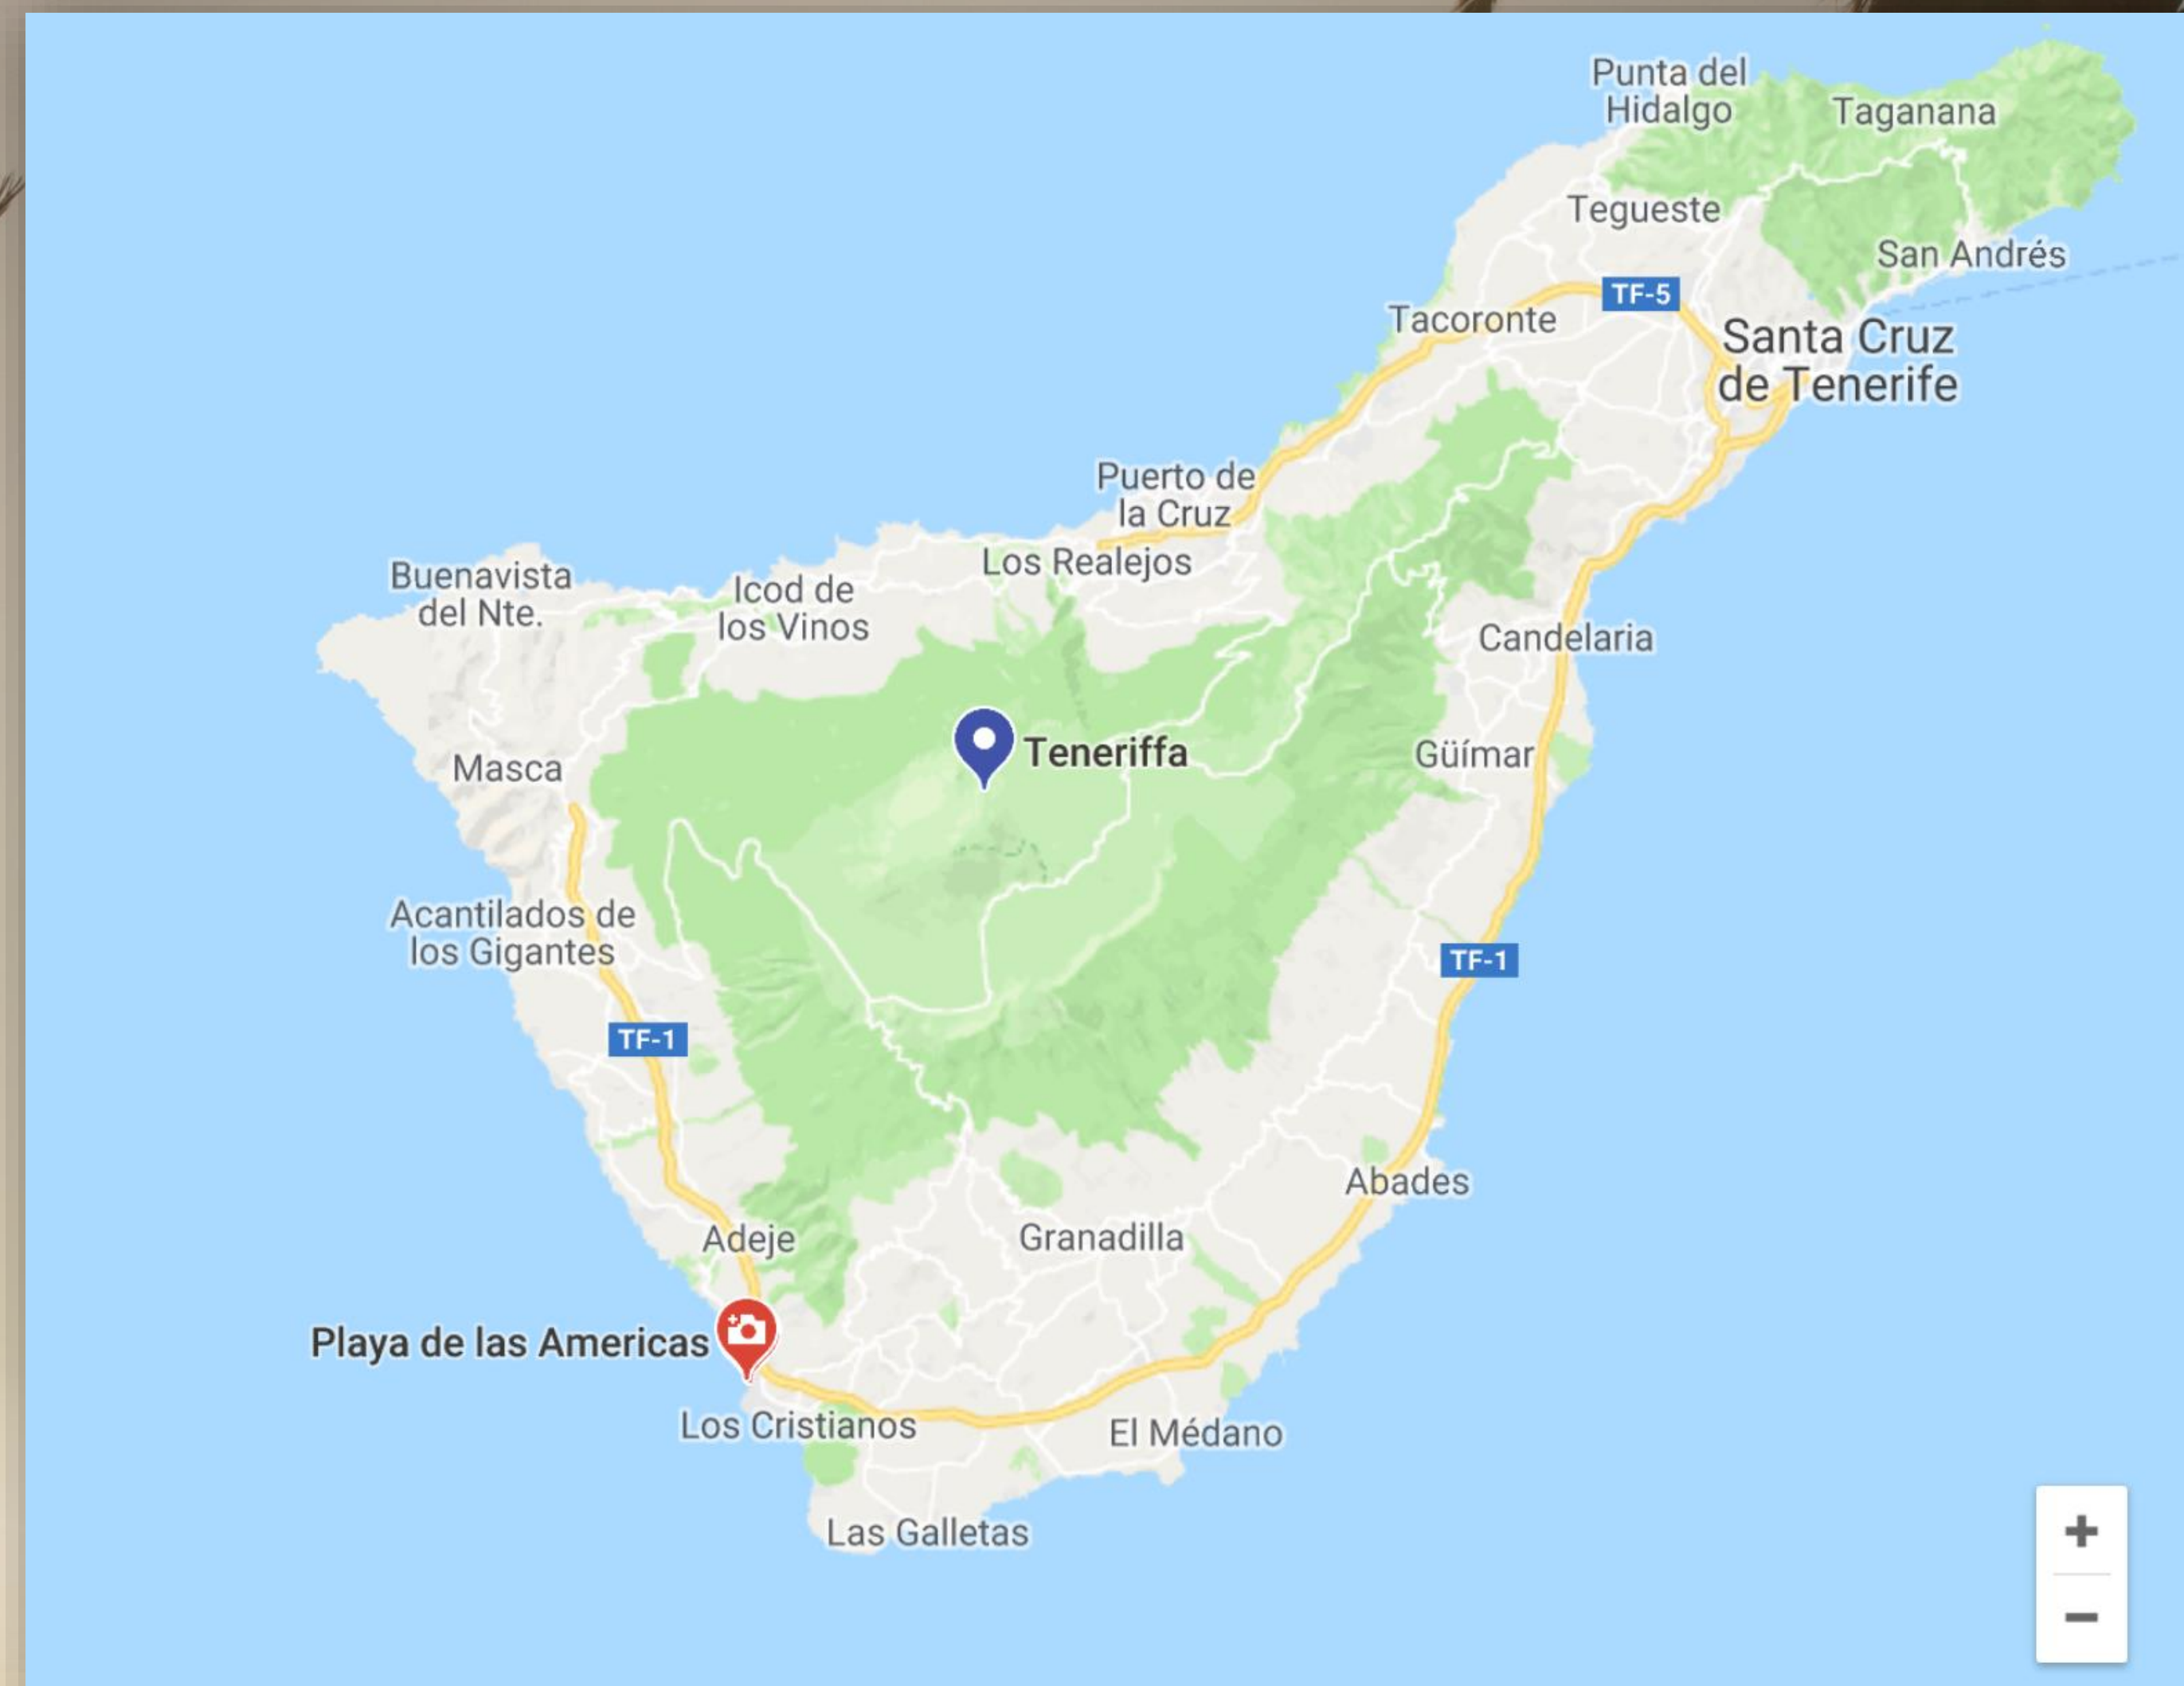 Punta del
Hidalgo
Taganana
Tegueste
San Andrés
TF-5
Tacoronte
Santa Cruz
de Tenerife
Puerto de
la Cruz
Los Realejos
Buenavista
del Nte.
Icod de
los Vinos
Candelaria
Teneriffa
Güímar
Masca
Acantilados de
los Gigantes
TF-1
TF-1
Abades
Adeje
Granadilla
Playa de las Americas
Los Cristianos
El Médano
Las Galletas
+
−